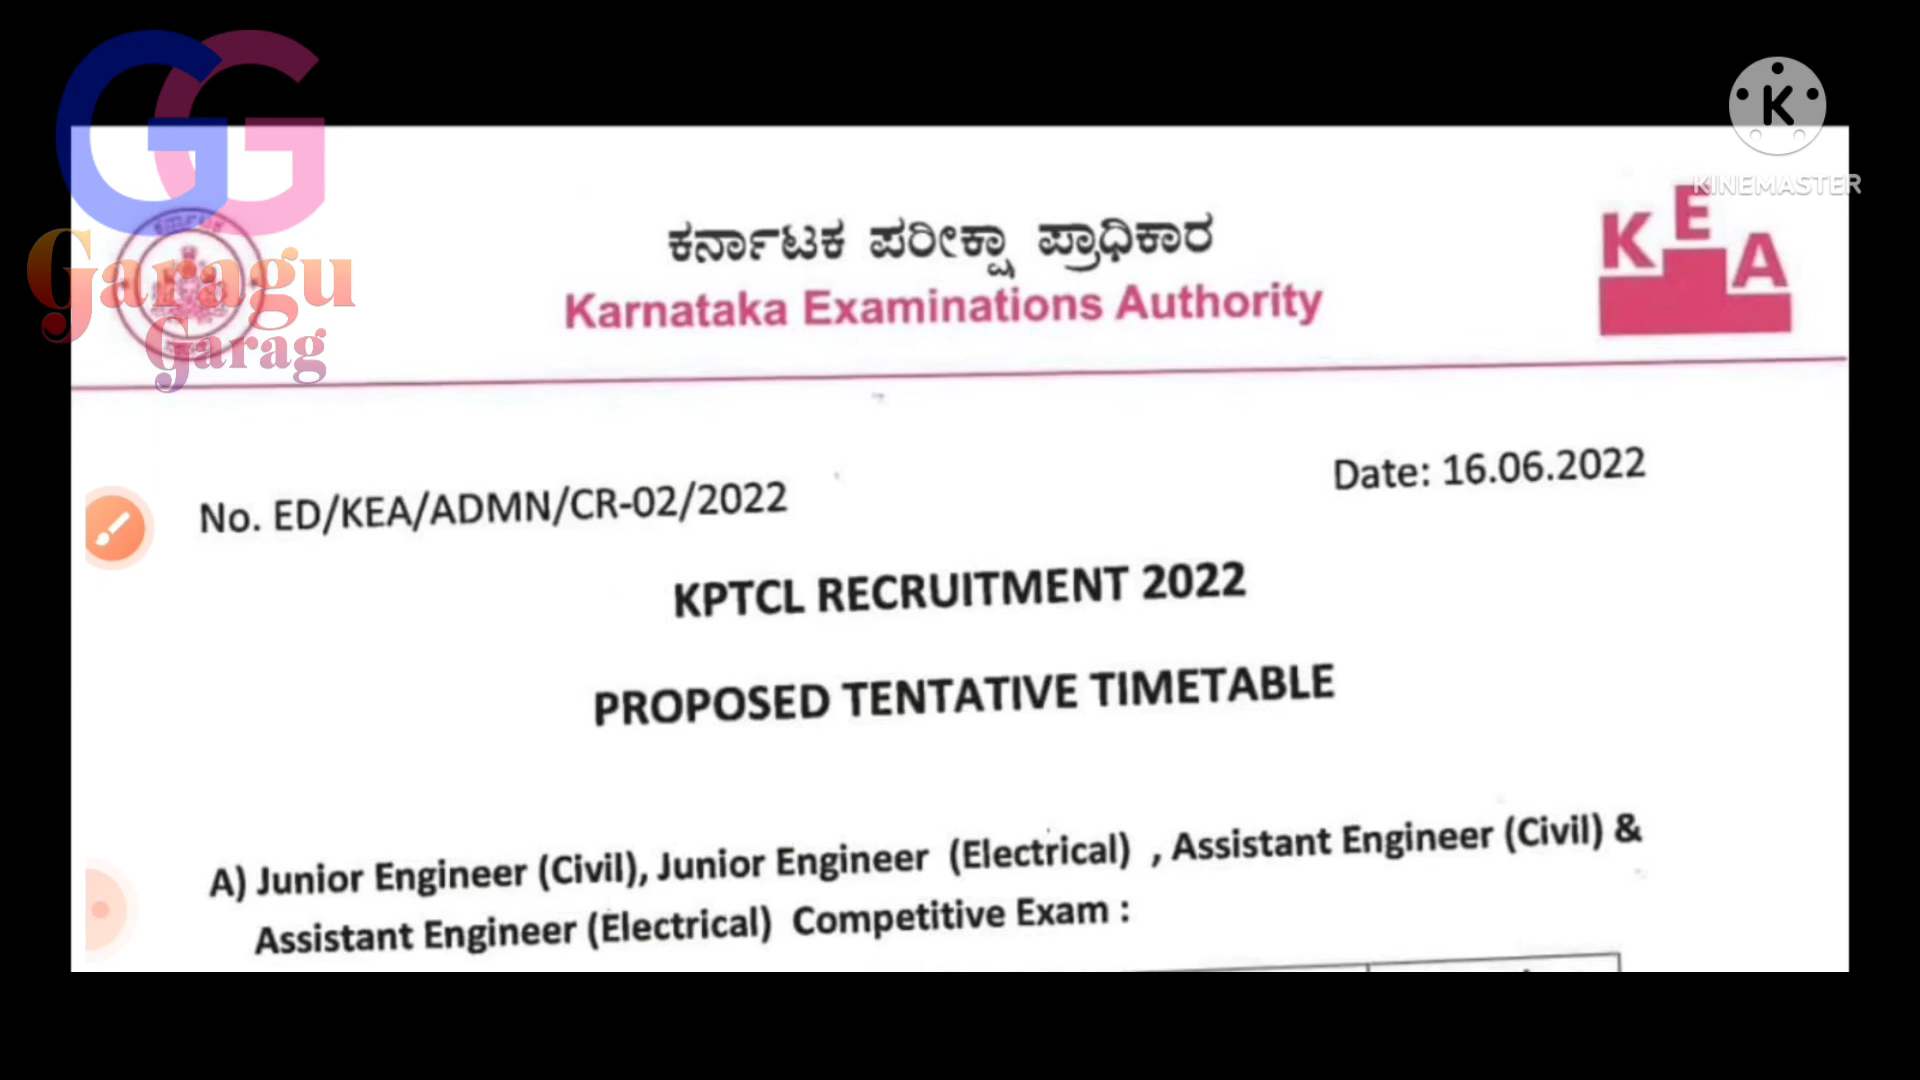 GG
Garagu
Garag
K
KINEMASTER
ಕರ್ನಾಟಕ ಪರೀಕ್ಷಾ ಪ್ರಾಧಿಕಾರ
Karnataka Examinations Authority
KEA
No. ED/KEA/ADMN/CR-02/2022
Date: 16.06.2022
KPTCL RECRUITMENT 2022
PROPOSED TENTATIVE TIMETABLE
A) Junior Engineer (Civil), Junior Engineer (Electrical) , Assistant Engineer (Civil) &
Assistant Engineer (Electrical) Competitive Exam :